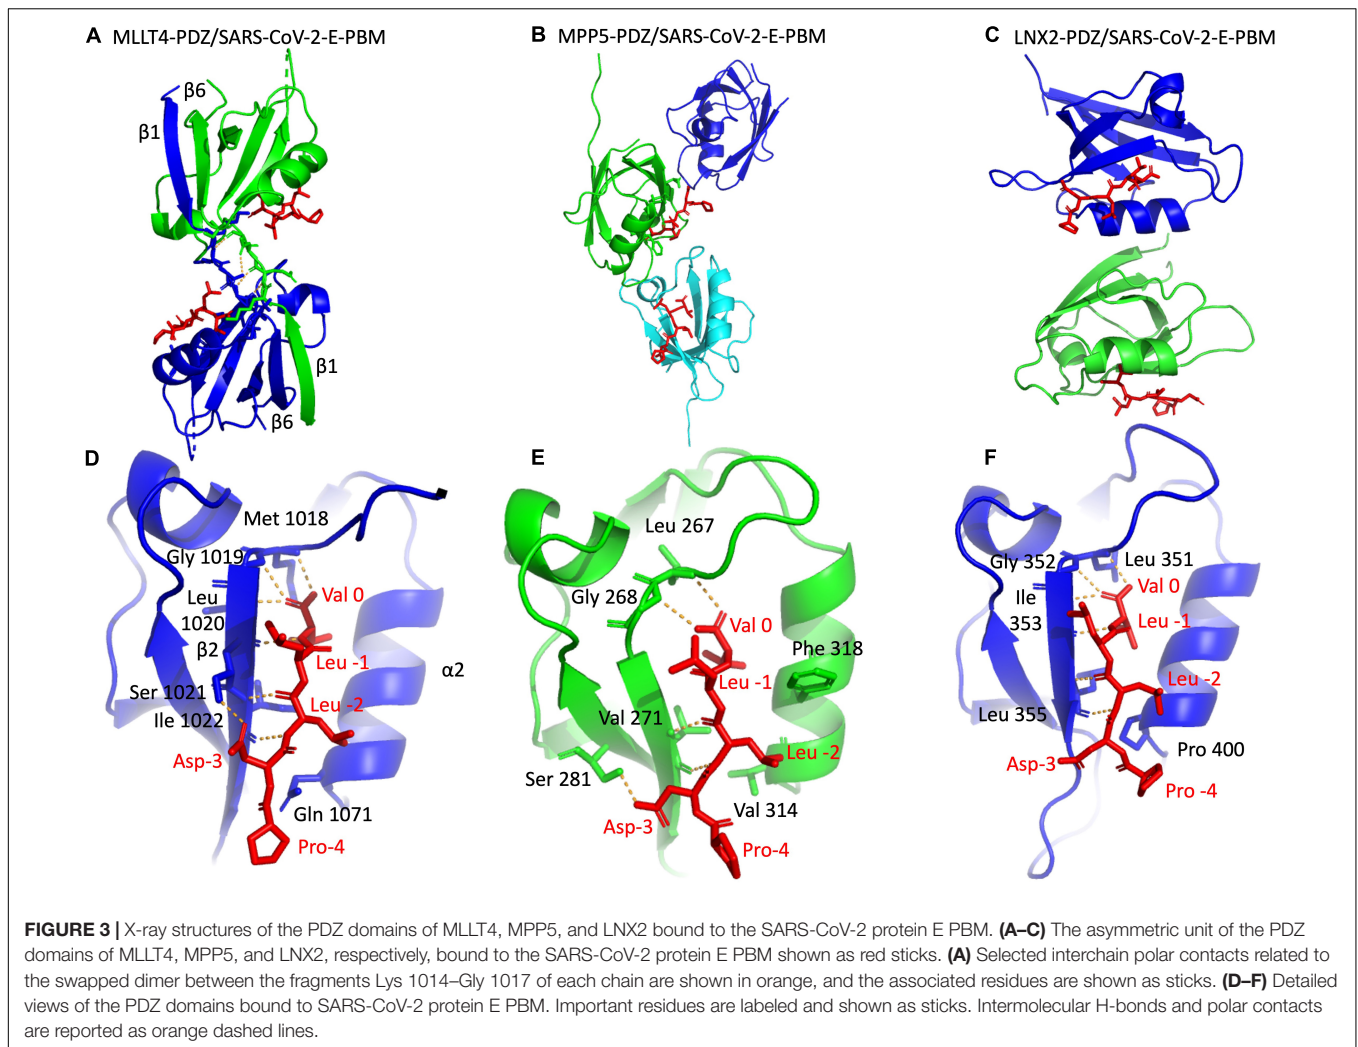 A MLLT4-PDZ/SARS-CoV-2-E-PBM
B MPP5-PDZ/SARS-CoV-2-E-PBM
C LNX2-PDZ/SARS-CoV-2-E-PBM
β6
β1
β1
β6
D
Met 1018
Gly 1019
Leu
1020
Val 0
β2
Leu -1
α2
Ser 1021
Leu -2
Ile 1022
Asp-3
Gln 1071
Pro-4
E
Leu 267
Gly 268
Val 0
Phe 318
Leu -1
Val 271
Leu -2
Ser 281
Val 314
Asp-3
Pro-4
F
Gly 352
Leu 351
Ile
353
Val 0
Leu -1
Leu -2
Leu 355
Pro 400
Asp-3
Pro -4
FIGURE 3 | X-ray structures of the PDZ domains of MLLT4, MPP5, and LNX2 bound to the SARS-CoV-2 protein E PBM. (A–C) The asymmetric unit of the PDZ
domains of MLLT4, MPP5, and LNX2, respectively, bound to the SARS-CoV-2 protein E PBM shown as red sticks. (A) Selected interchain polar contacts related to
the swapped dimer between the fragments Lys 1014–Gly 1017 of each chain are shown in orange, and the associated residues are shown as sticks. (D–F) Detailed
views of the PDZ domains bound to SARS-CoV-2 protein E PBM. Important residues are labeled and shown as sticks. Intermolecular H-bonds and polar contacts
are reported as orange dashed lines.